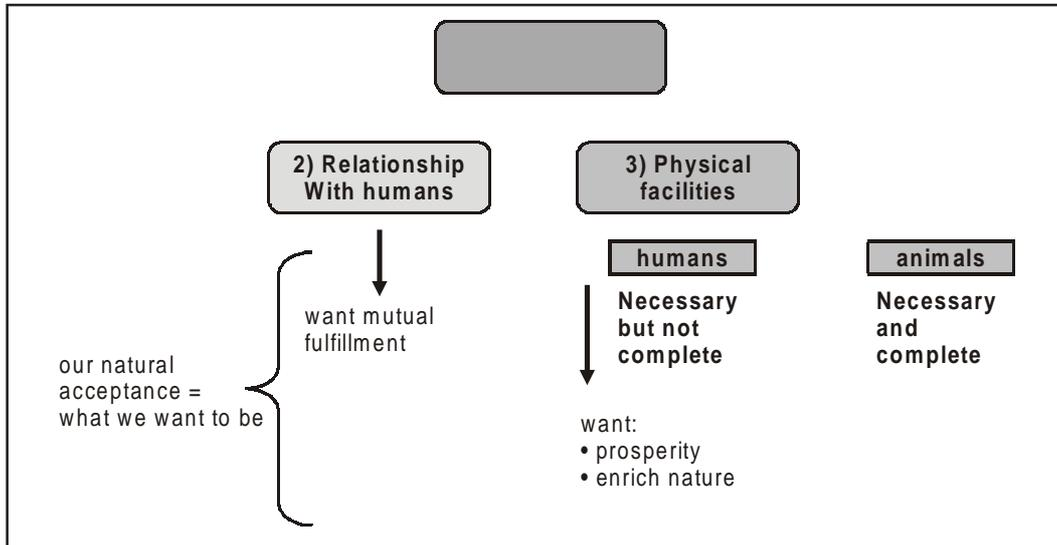 2) Relationship
With humans
3) Physical
facilities
humans
animals
want mutual
fulfillment
Necessary
but not
complete
Necessary
and
complete
our natural
acceptance =
what we want to be
want:
• prosperity
• enrich nature